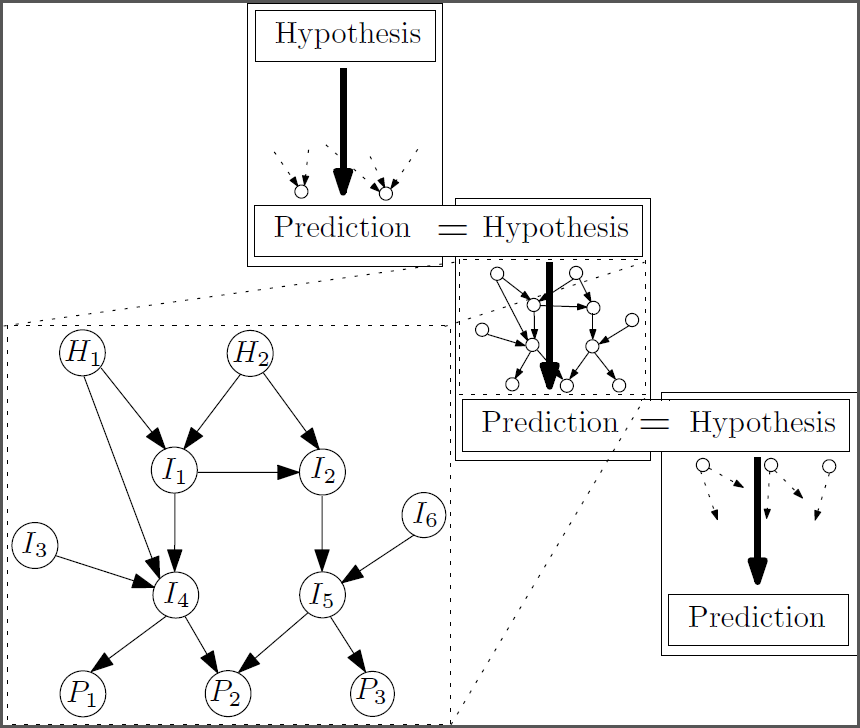 Hypothesis
Prediction = Hypothesis
H₁ H₂
I₁ I₂
I₃ I₆
I₄ I₅
P₁ P₂ P₃
Prediction = Hypothesis
Prediction